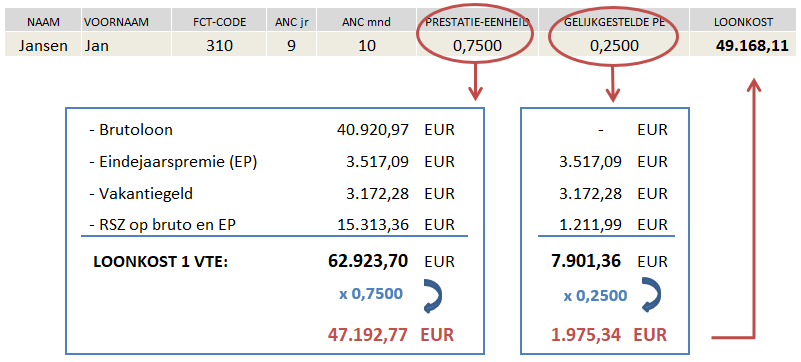 NAAM VOORNAAM FCT-CODE ANC jr ANC mnd PRESTATIE-EENHEID GELIJKGESTELDE PE LOONKOST
Jansen Jan 310 9 10 0,7500 0,2500 49.168,11
- Brutoloon 40.920,97 EUR - EUR
- Eindejaarspremie (EP) 3.517,09 EUR 3.517,09 EUR
- Vakantiegeld 3.172,28 EUR 3.172,28 EUR
- RSZ op bruto en EP 15.313,36 EUR 1.211,99 EUR
LOONKOST 1 VTE: 62.923,70 EUR 7.901,36 EUR
x 0,7500 x 0,2500
47.192,77 EUR 1.975,34 EUR